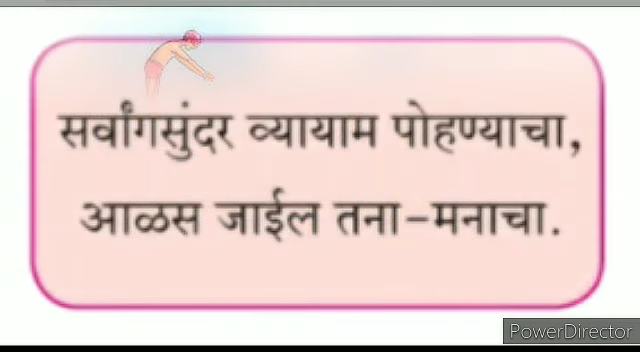 सर्वांगसुंदर व्यायाम पोहण्याचा,
आळस जाईल तना-मनाचा.
PowerDirector